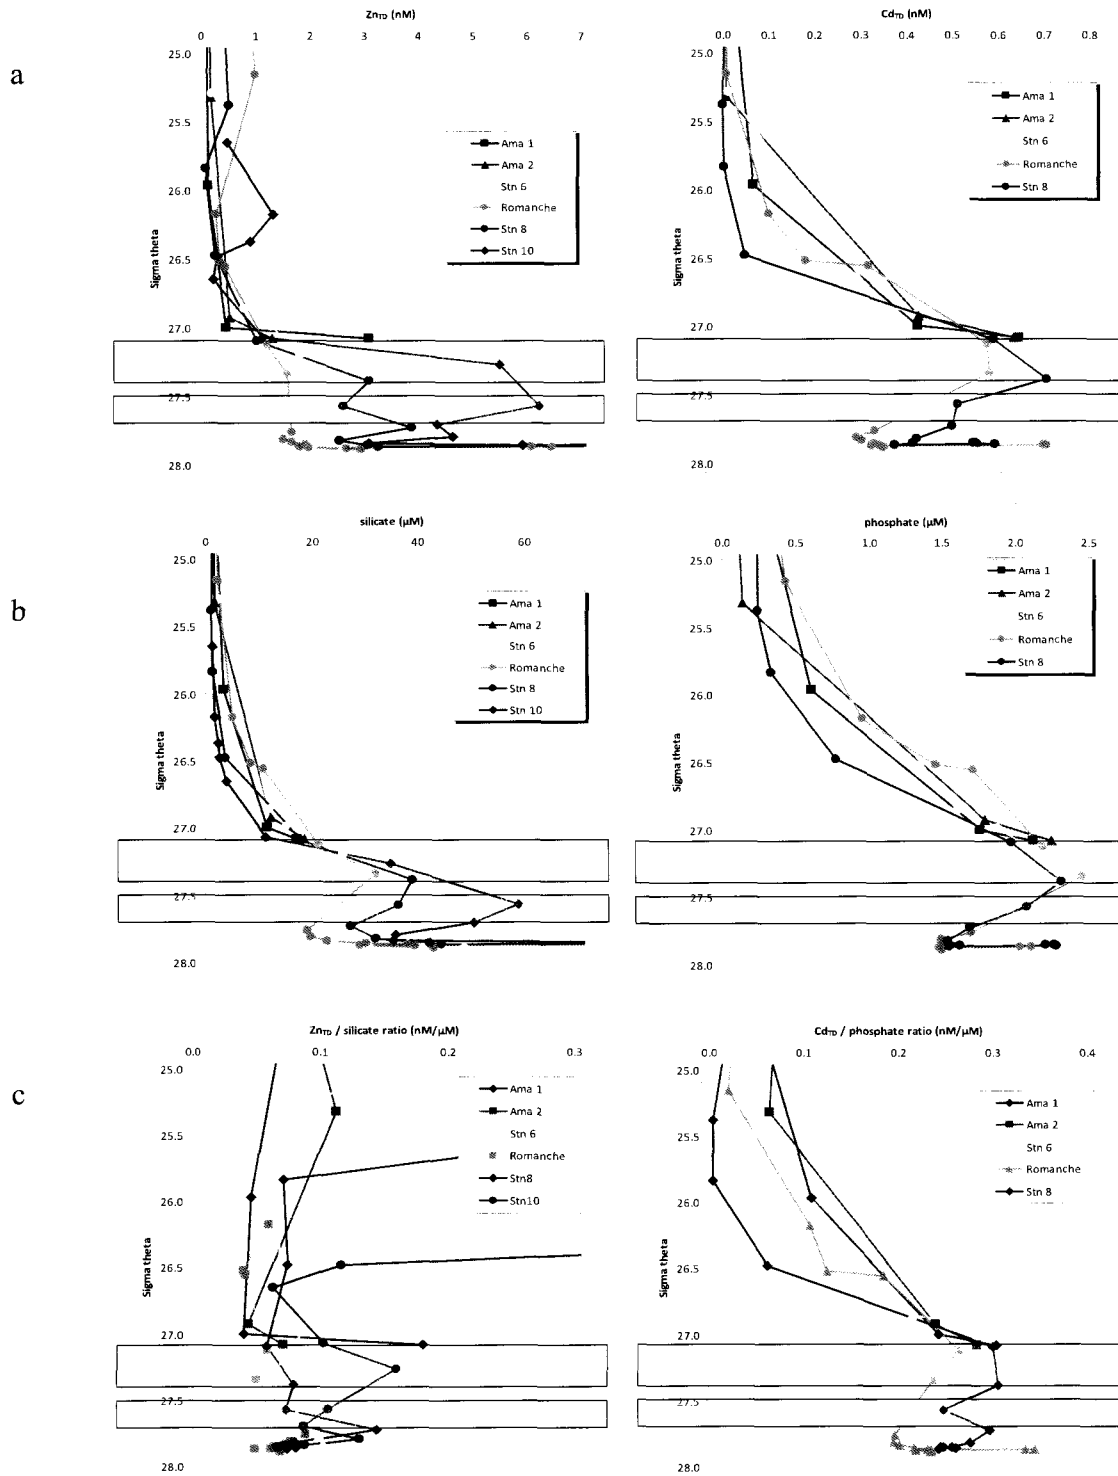 a
Zn_TD (nM)
0 1 2 3 4 5 6 7
25.0
25.5
26.0
26.5
27.0
27.5
28.0
Sigma theta
Ama 1
Ama 2
Stn 6
Romanche
Stn 8
Stn 10
Cd_TD (nM)
0.0 0.1 0.2 0.3 0.4 0.5 0.6 0.7 0.8
25.0
25.5
26.0
26.5
27.0
27.5
28.0
Sigma theta
Ama 1
Ama 2
Stn 6
Romanche
Stn 8
b
silicate (µM)
0 20 40 60
25.0
25.5
26.0
26.5
27.0
27.5
28.0
Sigma theta
Ama 1
Ama 2
Stn 6
Romanche
Stn 8
Stn 10
phosphate (µM)
0.0 0.5 1.0 1.5 2.0 2.5
25.0
25.5
26.0
26.5
27.0
27.5
28.0
Sigma theta
Ama 1
Ama 2
Stn 6
Romanche
Stn 8
c
Zn_TD / silicate ratio (nM/µM)
0.0 0.1 0.2 0.3
25.0
25.5
26.0
26.5
27.0
27.5
28.0
Sigma theta
Ama 1
Ama 2
Stn 6
Romanche
Stn8
Stn10
Cd_TD / phosphate ratio (nM/µM)
0.0 0.1 0.2 0.3 0.4
25.0
25.5
26.0
26.5
27.0
27.5
28.0
Sigma theta
Ama 1
Ama 2
Stn 6
Romanche
Stn 8